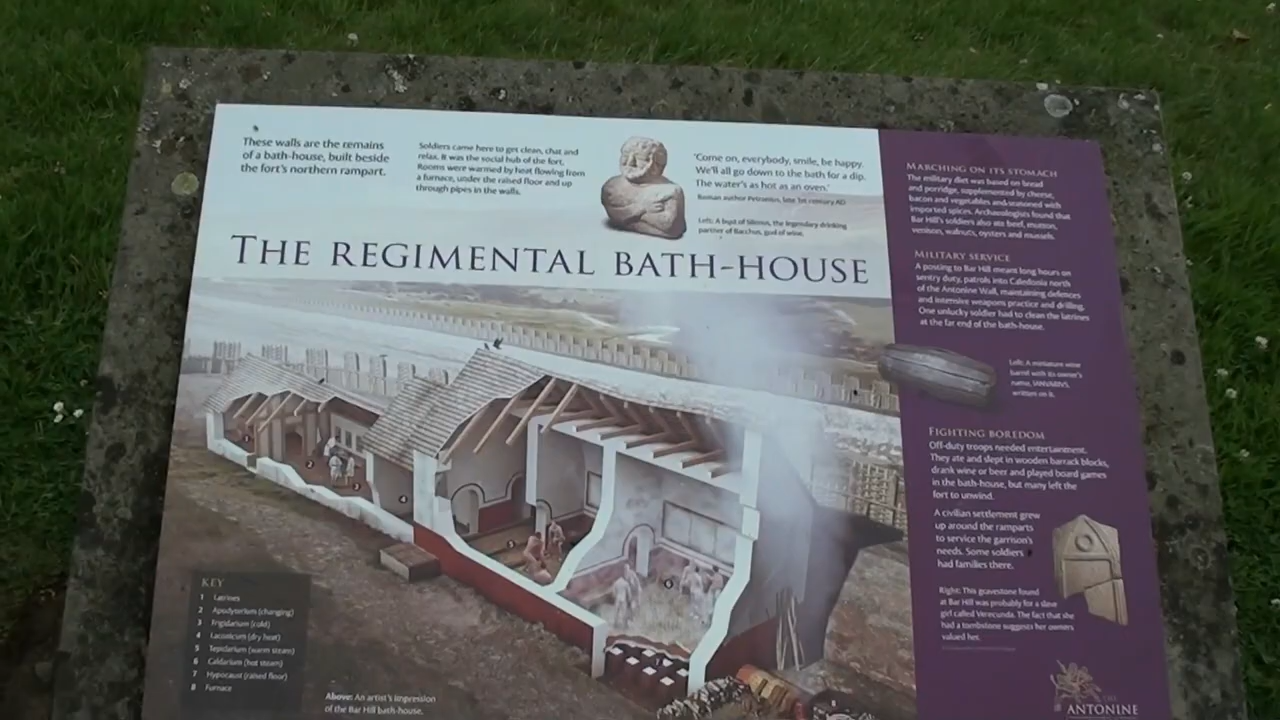 These walls are the remains
of a bath-house, built beside
the fort's northern rampart.
Soldiers came here to get clean, chat and
relax. It was the social hub of the fort.
Rooms were warmed by heat flowing from
a furnace, under the raised floor and up
through pipes in the walls.
'Come on, everybody, smile, be happy.
We'll all go down to the bath for a dip.
The water's as hot as an oven.'
Roman author Petronius, late 1st century AD
Left: A bust of Silenus, the legendary drinking
partner of Bacchus, god of wine.
THE REGIMENTAL BATH-HOUSE
KEY
1 Latrines
2 Apodyterium (changing)
3 Frigidarium (cold)
4 Laconicum (dry heat)
5 Tepidarium (warm steam)
6 Caldarium (hot steam)
7 Hypocaust (raised floor)
8 Furnace
Above: An artist's impression
of the Bar Hill bath-house.
MARCHING ON ITS STOMACH
The military diet was based on bread
and porridge, supplemented by cheese,
bacon and vegetables and seasoned with
imported spices. Archaeologists found that
Bar Hill's soldiers also ate beef, mutton,
venison, walnuts, oysters and mussels.
MILITARY SERVICE
A posting to Bar Hill meant long hours on
sentry duty, patrols into Caledonia north
of the Antonine Wall, maintaining defences
and intensive weapons practice and drilling.
One unlucky soldier had to clean the latrines
at the far end of the bath-house.
Left: A miniature wine
barrel with its owner's
name, IANUARIUS,
written on it.
FIGHTING BOREDOM
Off-duty troops needed entertainment.
They ate and slept in wooden barrack blocks,
drank wine or beer and played board games
in the bath-house, but many left the
fort to unwind.
A civilian settlement grew
up around the ramparts
to service the garrison's
needs. Some soldiers
had families there.
Right: This gravestone found
at Bar Hill was probably for a slave
girl called Verecunda. The fact that she
had a tombstone suggests her owners
valued her.
THE
ANTONINE